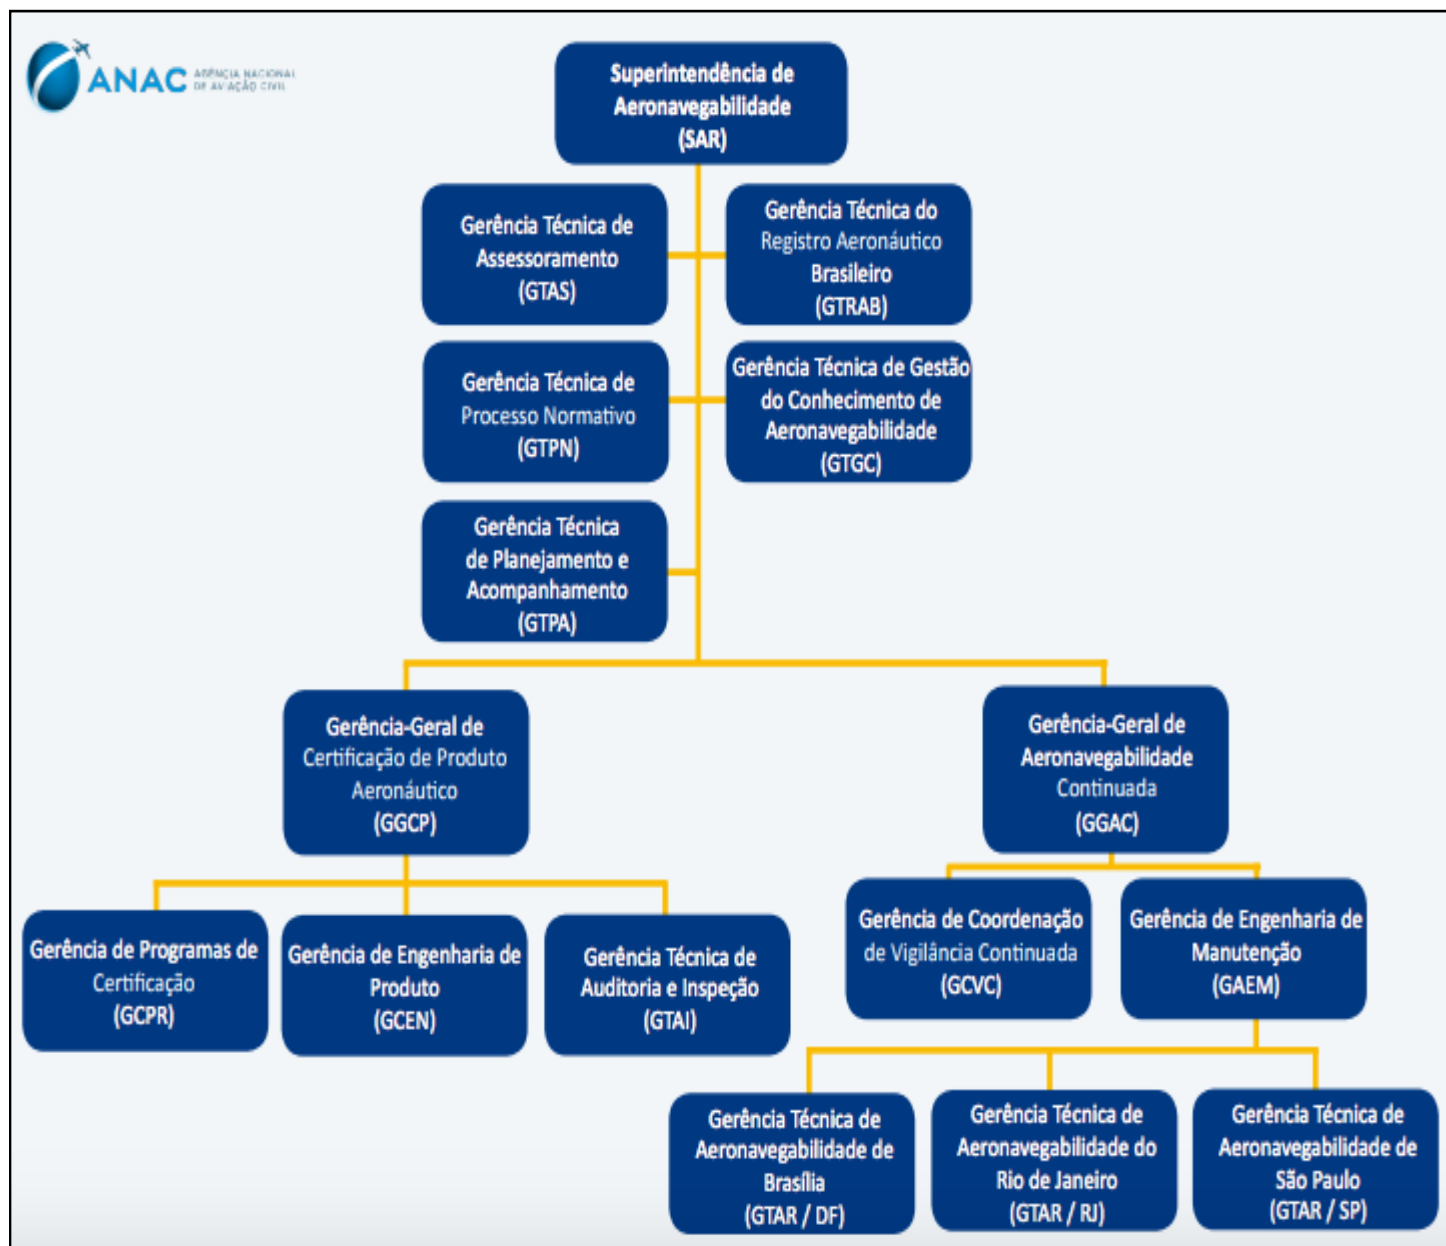 ANAC
AGÊNCIA NACIONAL
DE AVIAÇÃO CIVIL
Superintendência de
Aeronavegabilidade
(SAR)
Gerência Técnica de
Assessoramento
(GTAS)
Gerência Técnica do
Registro Aeronáutico
Brasileiro
(GTRAB)
Gerência Técnica de
Processo Normativo
(GTPN)
Gerência Técnica de Gestão
do Conhecimento de
Aeronavegabilidade
(GTGC)
Gerência Técnica
de Planejamento e
Acompanhamento
(GTPA)
Gerência-Geral de
Certificação de Produto
Aeronáutico
(GGCP)
Gerência-Geral de
Aeronavegabilidade
Continuada
(GGAC)
Gerência de Programas de
Certificação
(GCPR)
Gerência de Engenharia de
Produto
(GCEN)
Gerência Técnica de
Auditoria e Inspeção
(GTAI)
Gerência de Coordenação
de Vigilância Continuada
(GCVC)
Gerência de Engenharia de
Manutenção
(GAEM)
Gerência Técnica de
Aeronavegabilidade de
Brasília
(GTAR / DF)
Gerência Técnica de
Aeronavegabilidade do
Rio de Janeiro
(GTAR / RJ)
Gerência Técnica de
Aeronavegabilidade de
São Paulo
(GTAR / SP)